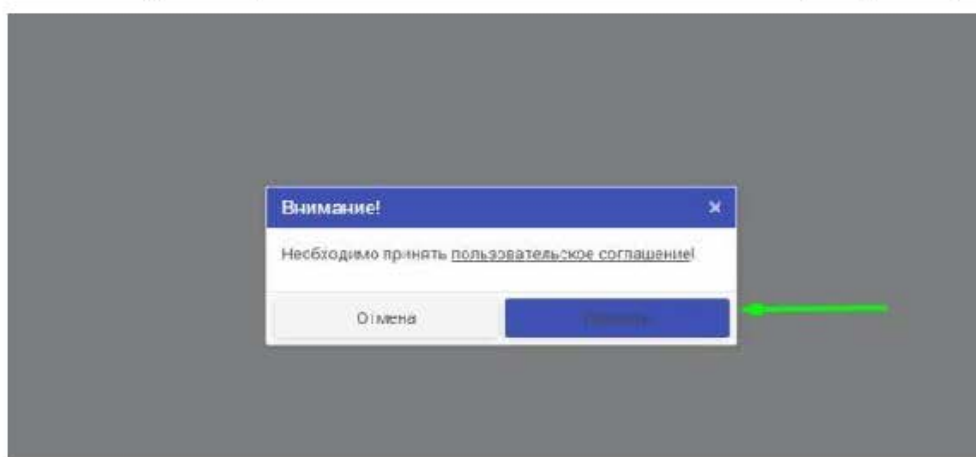 Внимание!
Необходимо принять пользовательское соглашение!
Отмена